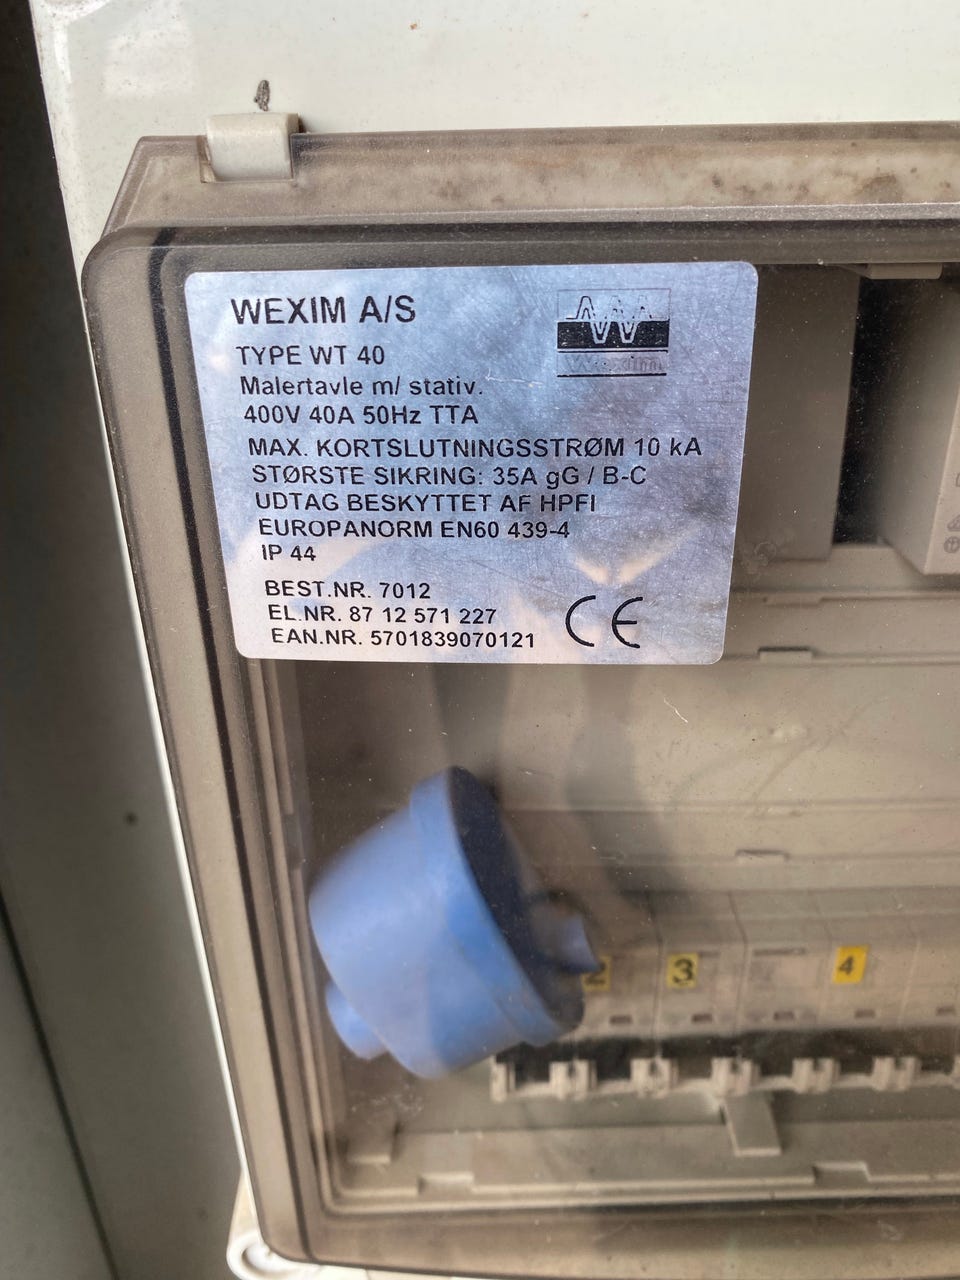 WEXIM A/S
TYPE WT 40
Malertavle m/ stativ.
400V 40A 50Hz TTA
MAX. KORTSLUTNINGSSTRØM 10 kA
STØRSTE SIKRING: 35A gG / B-C
UDTAG BESKYTTET AF HPFI
EUROPANORM EN60 439-4
IP 44
BEST.NR. 7012
EL.NR. 87 12 571 227
EAN.NR. 5701839070121
CE
2 3 4